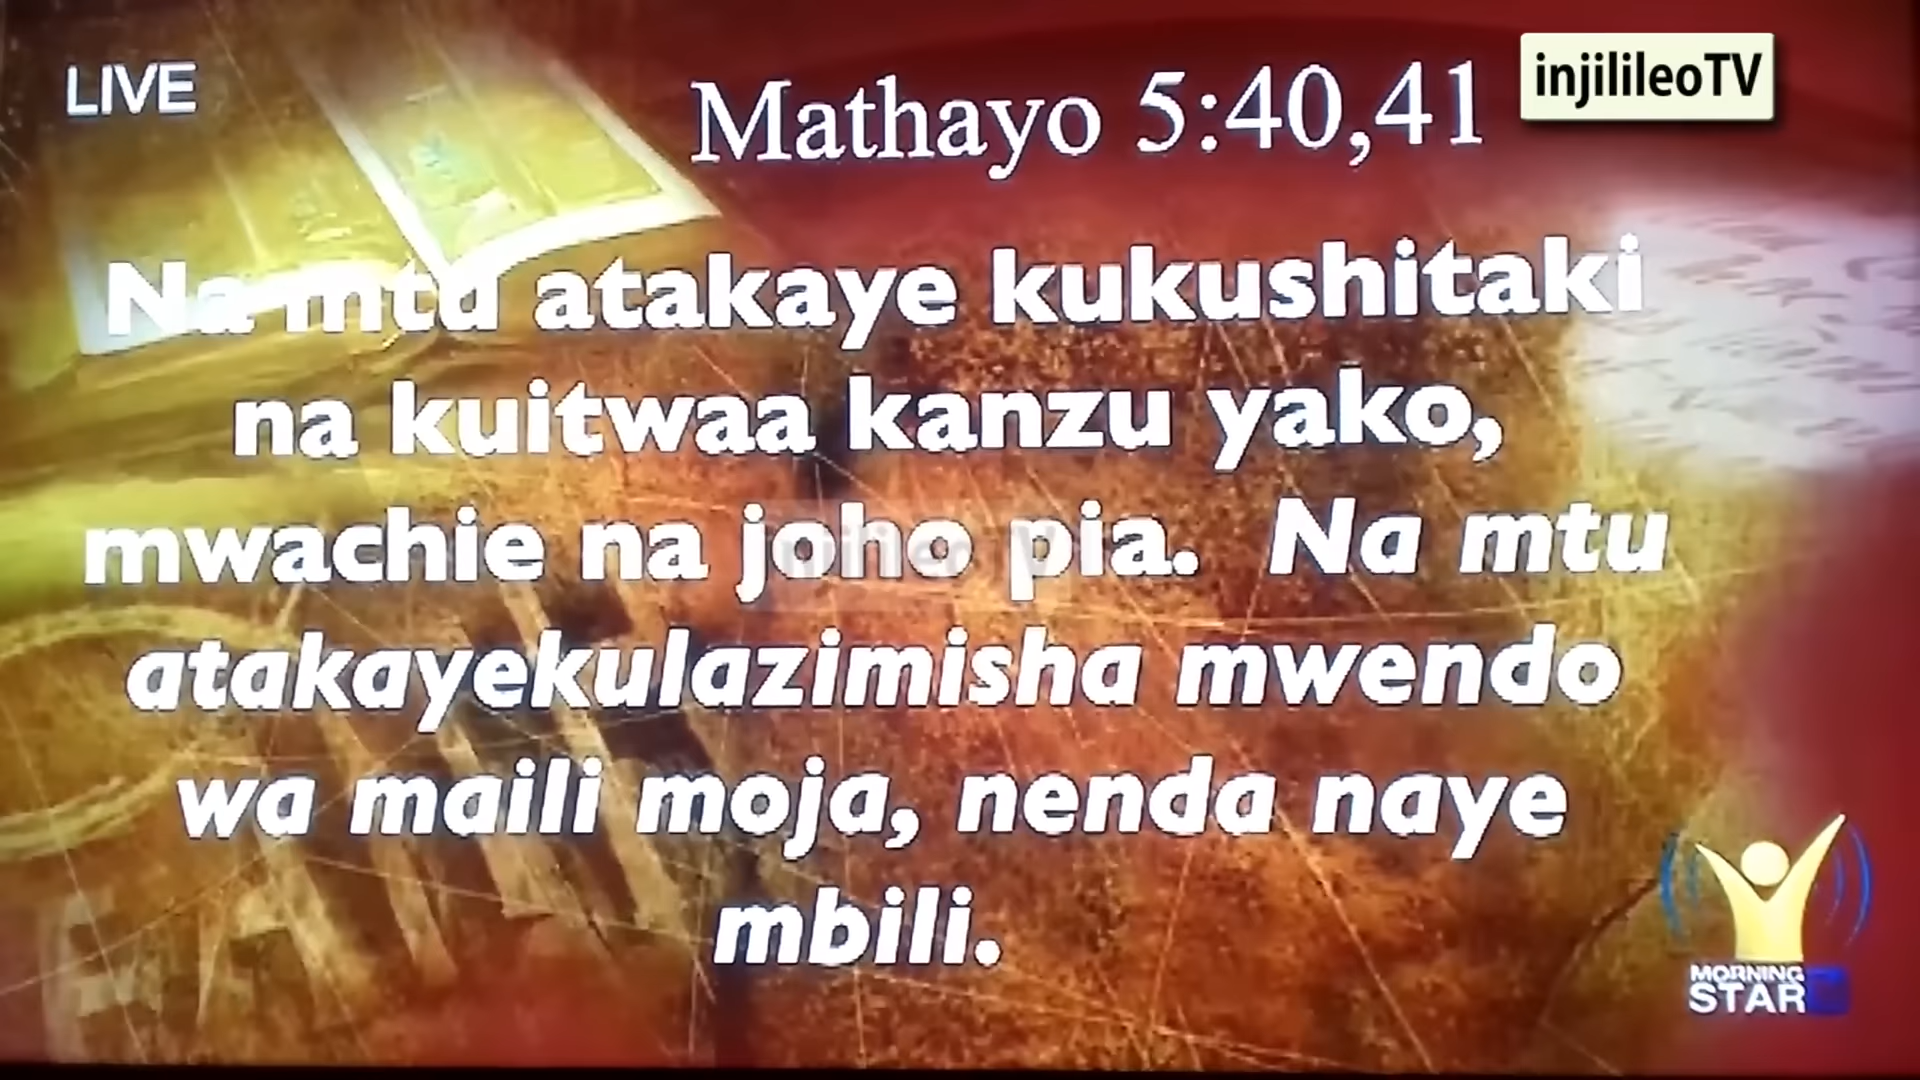 LIVE
Mathayo 5:40,41
injilileoTV
Na mtu atakaye kukushitaki
na kuitwaa kanzu yako,
mwachie na joho pia. Na mtu
atakayekulazimisha mwendo
wa maili moja, nenda naye
mbili.
MORNING
STAR